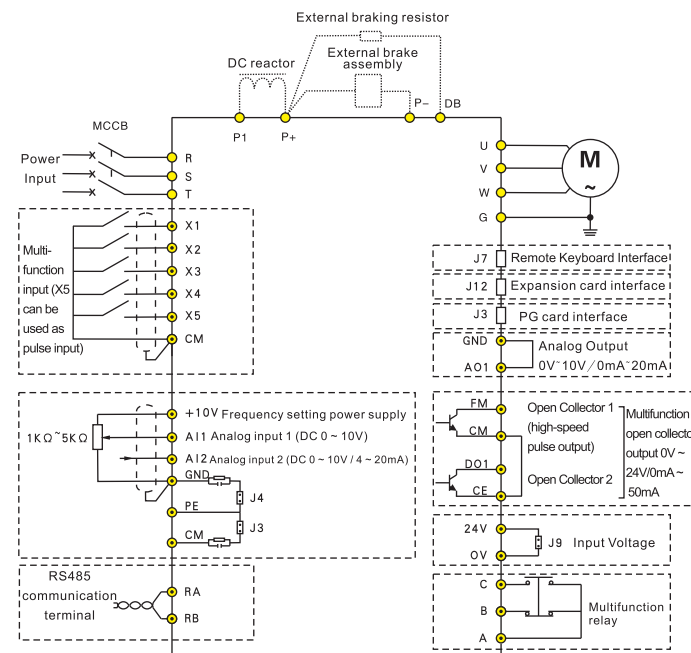 External braking resistor
External brake
assembly
DC reactor
P– DB
P1 P+
MCCB
Power
Input
R
S
T
U
V
W
G
M
~
Multi-
function
input (X5
can be
used as
pulse input)
X1
X2
X3
X4
X5
CM
J7 Remote Keyboard Interface
J12 Expansion card interface
J3 PG card interface
GND
Analog Output
0V~10V/0mA~20mA
AO1
1KΩ~5KΩ
+10V Frequency setting power supply
AI1 Analog input 1 (DC 0 ~ 10V)
AI2 Analog input 2 (DC 0 ~ 10V / 4 ~ 20mA)
GND
J4
PE
J3
CM
FM
CM
DO1
CE
Open Collector 1
(high-speed
pulse output)
Open Collector 2
Multifunction
open collecto
output 0V ~
24V/0mA ~
50mA
24V
J9 Input Voltage
OV
RS485
communication
terminal
RA
RB
C
B
A
Multifunction
relay